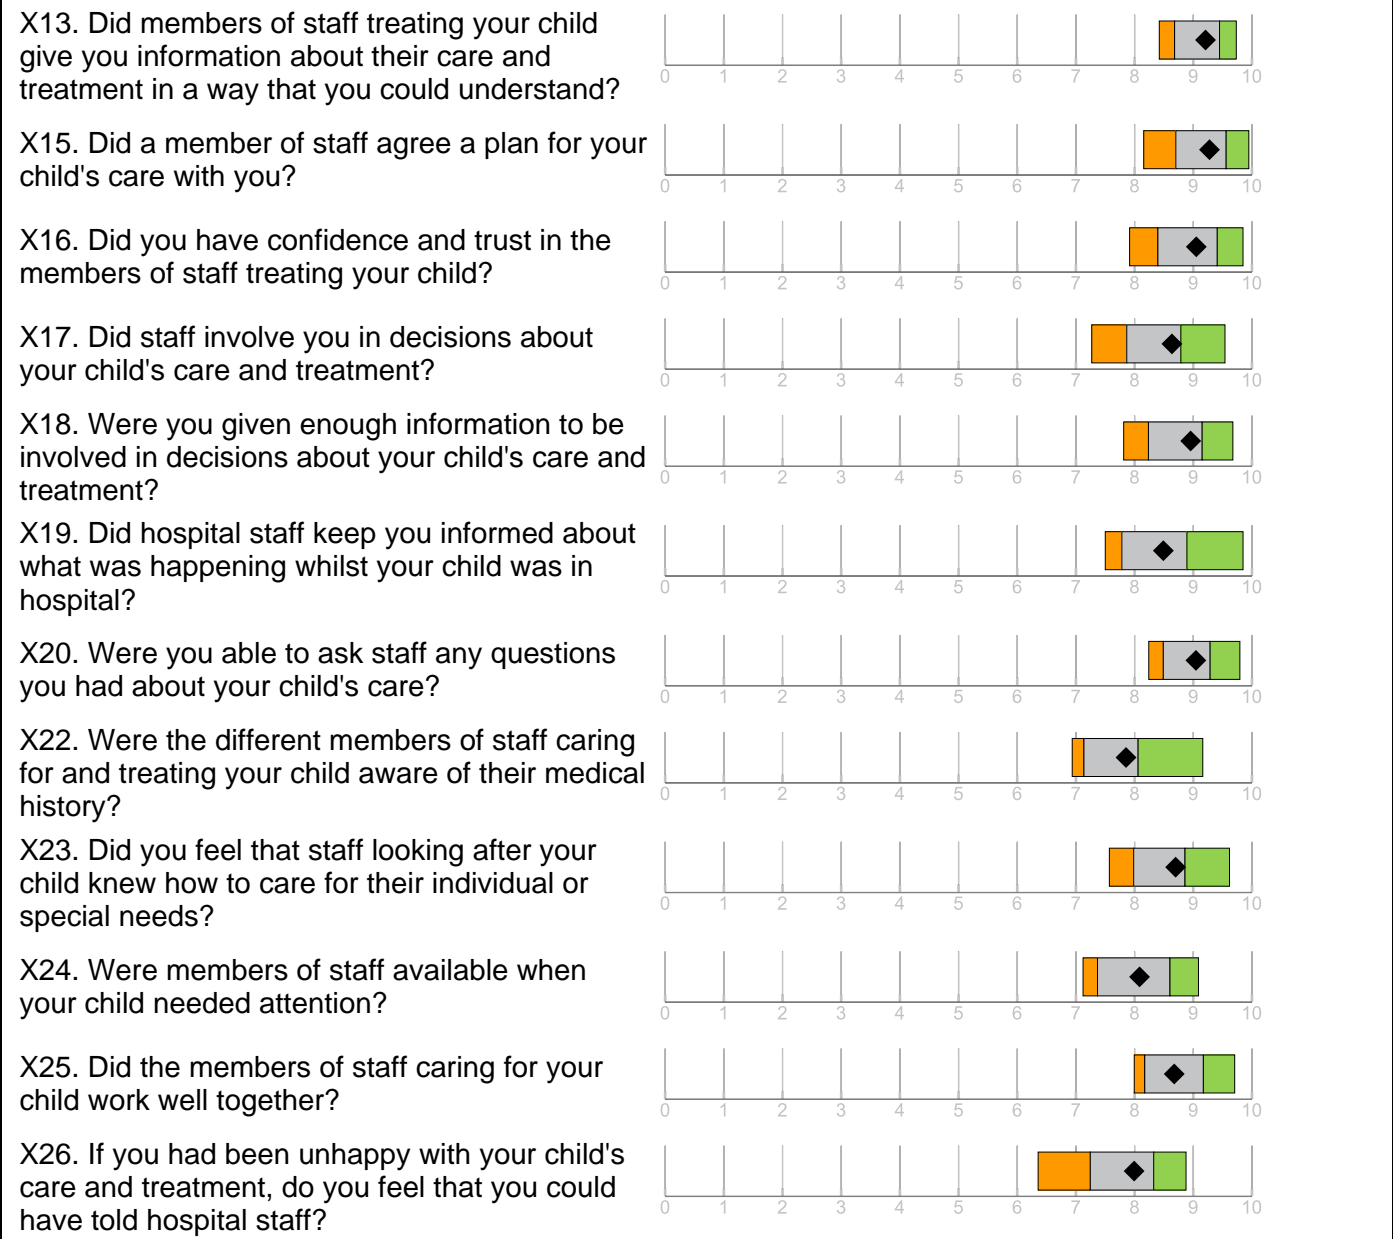 X13. Did members of staff treating your child
give you information about their care and
treatment in a way that you could understand?
0 1 2 3 4 5 6 7 8 9 10
X15. Did a member of staff agree a plan for your
child's care with you?
0 1 2 3 4 5 6 7 8 9 10
X16. Did you have confidence and trust in the
members of staff treating your child?
0 1 2 3 4 5 6 7 8 9 10
X17. Did staff involve you in decisions about
your child's care and treatment?
0 1 2 3 4 5 6 7 8 9 10
X18. Were you given enough information to be
involved in decisions about your child's care and
treatment?
0 1 2 3 4 5 6 7 8 9 10
X19. Did hospital staff keep you informed about
what was happening whilst your child was in
hospital?
0 1 2 3 4 5 6 7 8 9 10
X20. Were you able to ask staff any questions
you had about your child's care?
0 1 2 3 4 5 6 7 8 9 10
X22. Were the different members of staff caring
for and treating your child aware of their medical
history?
0 1 2 3 4 5 6 7 8 9 10
X23. Did you feel that staff looking after your
child knew how to care for their individual or
special needs?
0 1 2 3 4 5 6 7 8 9 10
X24. Were members of staff available when
your child needed attention?
0 1 2 3 4 5 6 7 8 9 10
X25. Did the members of staff caring for your
child work well together?
0 1 2 3 4 5 6 7 8 9 10
X26. If you had been unhappy with your child's
care and treatment, do you feel that you could
have told hospital staff?
0 1 2 3 4 5 6 7 8 9 10